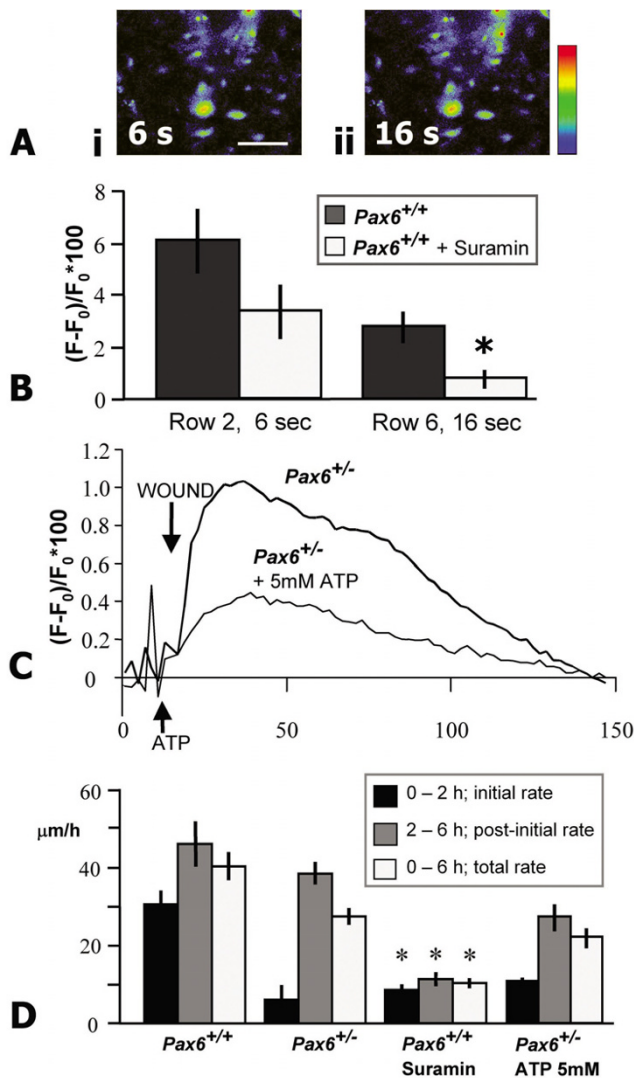 A
i
6 s
ii
16 s
B
(F-F0)/F0*100
8
6
4
2
0
Pax6+/+
Pax6+/+ + Suramin
*
Row 2, 6 sec
Row 6, 16 sec
C
(F-F0)/F0*100
1.2
1.0
0.8
0.6
0.4
0.2
0
WOUND
Pax6+/-
Pax6+/-
+ 5mM ATP
ATP
0
50
100
150
D
μm/h
60
40
20
0
0 – 2 h; initial rate
2 – 6 h; post-initial rate
0 – 6 h; total rate
* * *
Pax6+/+
Pax6+/-
Pax6+/+
Suramin
Pax6+/-
ATP 5mM